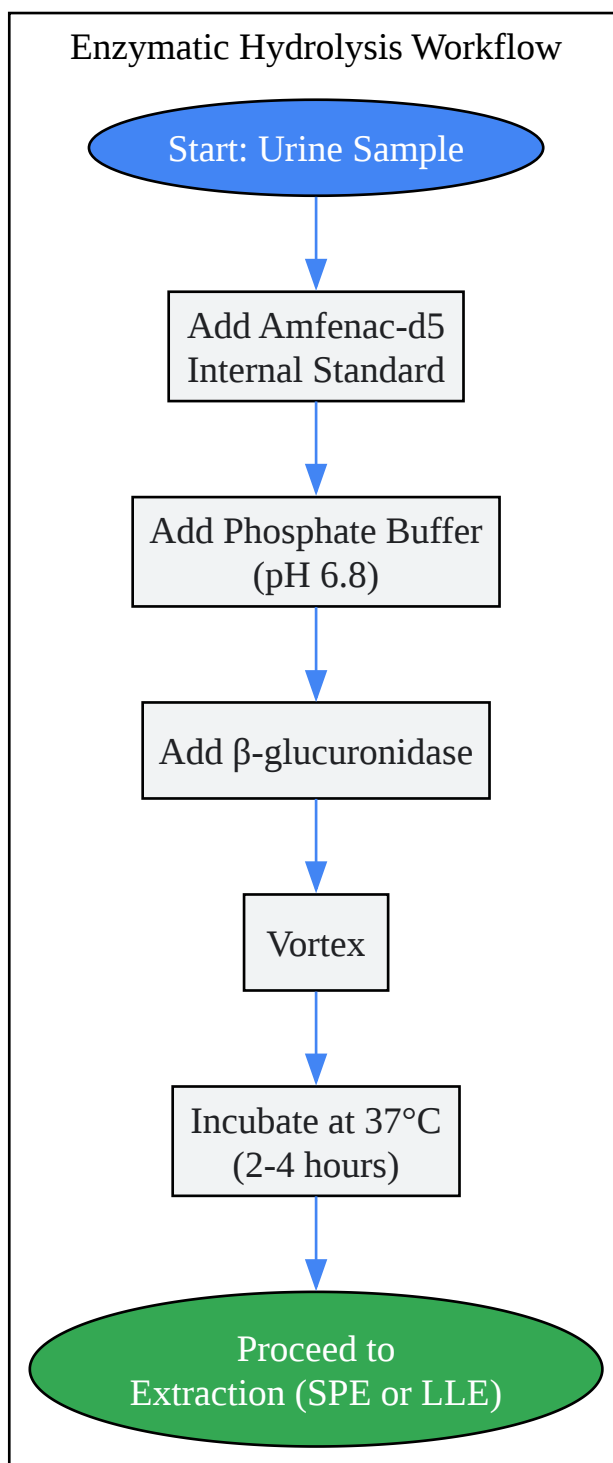 Enzymatic Hydrolysis Workflow
Start: Urine Sample
Add Amfenac-d5
Internal Standard
Add Phosphate Buffer
(pH 6.8)
Add β-glucuronidase
Vortex
Incubate at 37°C
(2-4 hours)
Proceed to
Extraction (SPE or LLE)